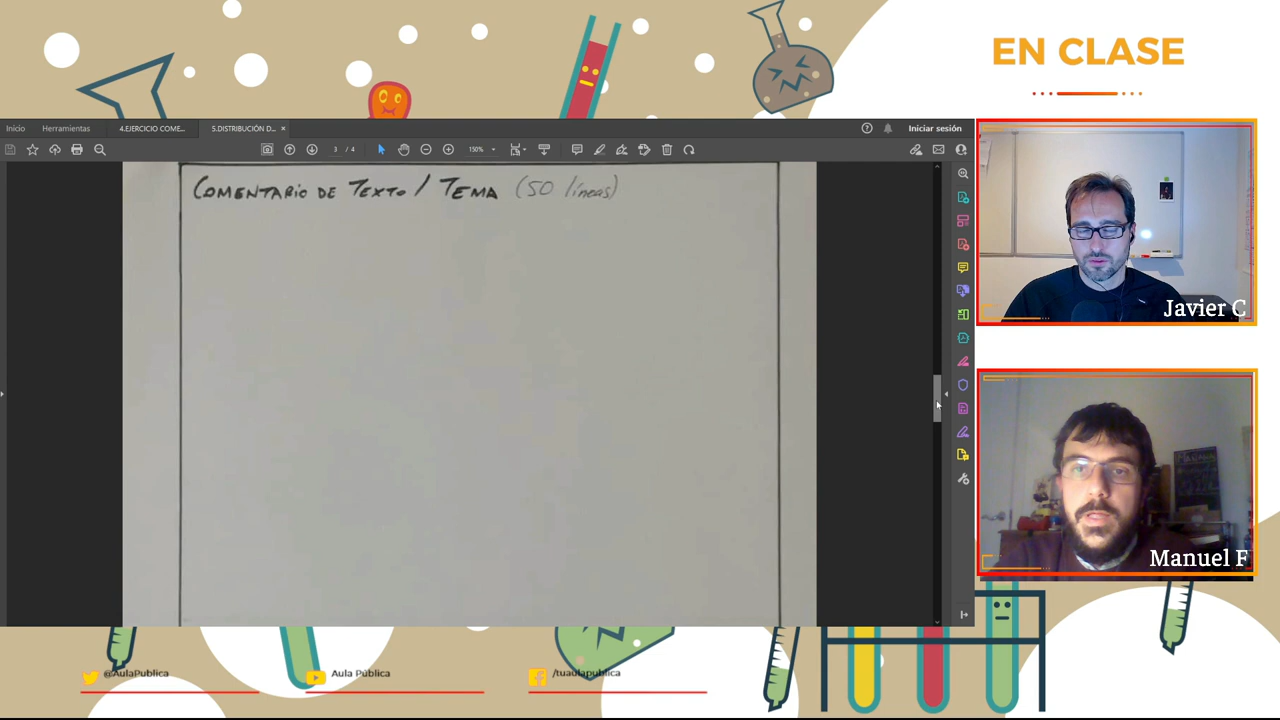 EN CLASE
Inicio
Herramientas
4.EJERCICIO COME...
5.DISTRIBUCIÓN D... ×
Iniciar sesión
3 / 4
150%
COMENTARIO DE TEXTO / TEMA (50 líneas)
Javier C
Manuel F
@AulaPublica
Aula Pública
/tuaulapublica